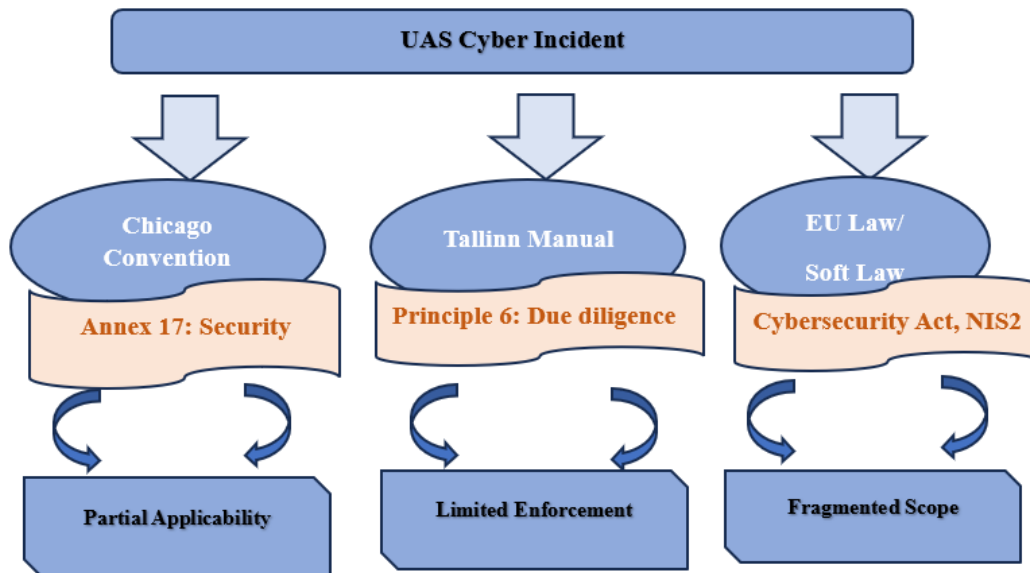 UAS Cyber Incident
Chicago
Convention
Tallinn Manual
EU Law/
Soft Law
Annex 17: Security
Principle 6: Due diligence
Cybersecurity Act, NIS2
Partial Applicability
Limited Enforcement
Fragmented Scope